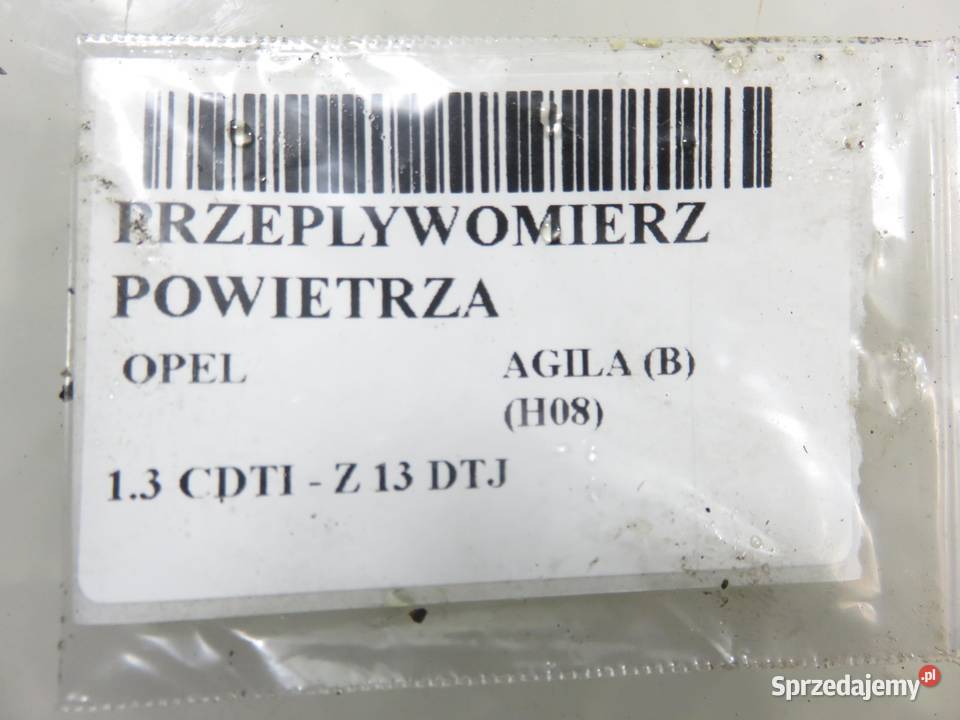 PRZEPLYWOMIERZ
POWIETRZA
OPEL AGILA (B)
(H08)
1.3 CDTI - Z 13 DTJ
Sprzedajemy.pl